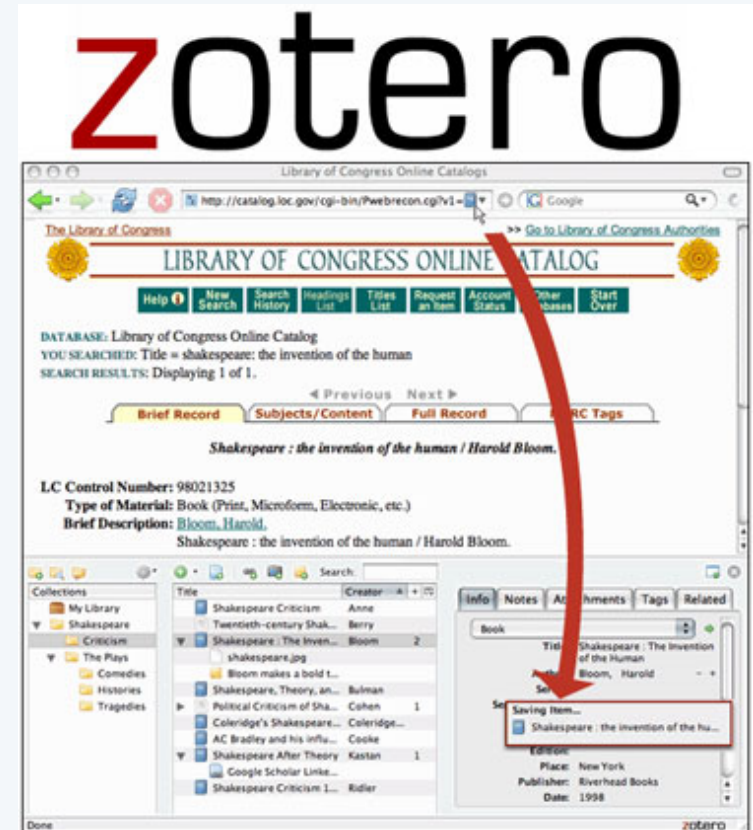 zotero
Library of Congress Online Catalogs
http://catalog.loc.gov/cgi-bin/Pwebrecon.cgi?v1=
Google
The Library of Congress
>> Go to Library of Congress Authorities
LIBRARY OF CONGRESS ONLINE CATALOG
Help New Search Search History Headings List Titles List Request an Item Account Status Other Databases Start Over
DATABASE: Library of Congress Online Catalog
YOU SEARCHED: Title = shakespeare: the invention of the human
SEARCH RESULTS: Displaying 1 of 1.
Previous Next
Brief Record Subjects/Content Full Record RC Tags
Shakespeare : the invention of the human / Harold Bloom.
LC Control Number: 98021325
Type of Material: Book (Print, Microform, Electronic, etc.)
Brief Description: Bloom, Harold.
Shakespeare : the invention of the human / Harold Bloom.
Search:
Collections
My Library
Shakespeare
Criticism
The Plays
Comedies
Histories
Tragedies
Title Creator
Shakespeare Criticism Anne
Twentieth-century Shak... Berry
Shakespeare : The Inven... Bloom 2
shakespeare.jpg
Bloom makes a bold t...
Shakespeare, Theory, an... Bulman
Political Criticism of Sha... Cohen 1
Coleridge's Shakespeare... Coleridge...
AC Bradley and his influ... Cooke
Shakespeare After Theory Kastan 1
Google Scholar Linke...
Shakespeare Criticism 1... Ridler
Info Notes Attachments Tags Related
Book
Title: Shakespeare : The Invention
of the Human
Bloom, Harold
Saving Item...
Shakespeare : the invention of the hu...
Edition:
Place: New York
Publisher: Riverhead Books
Date: 1998
Done
zotero